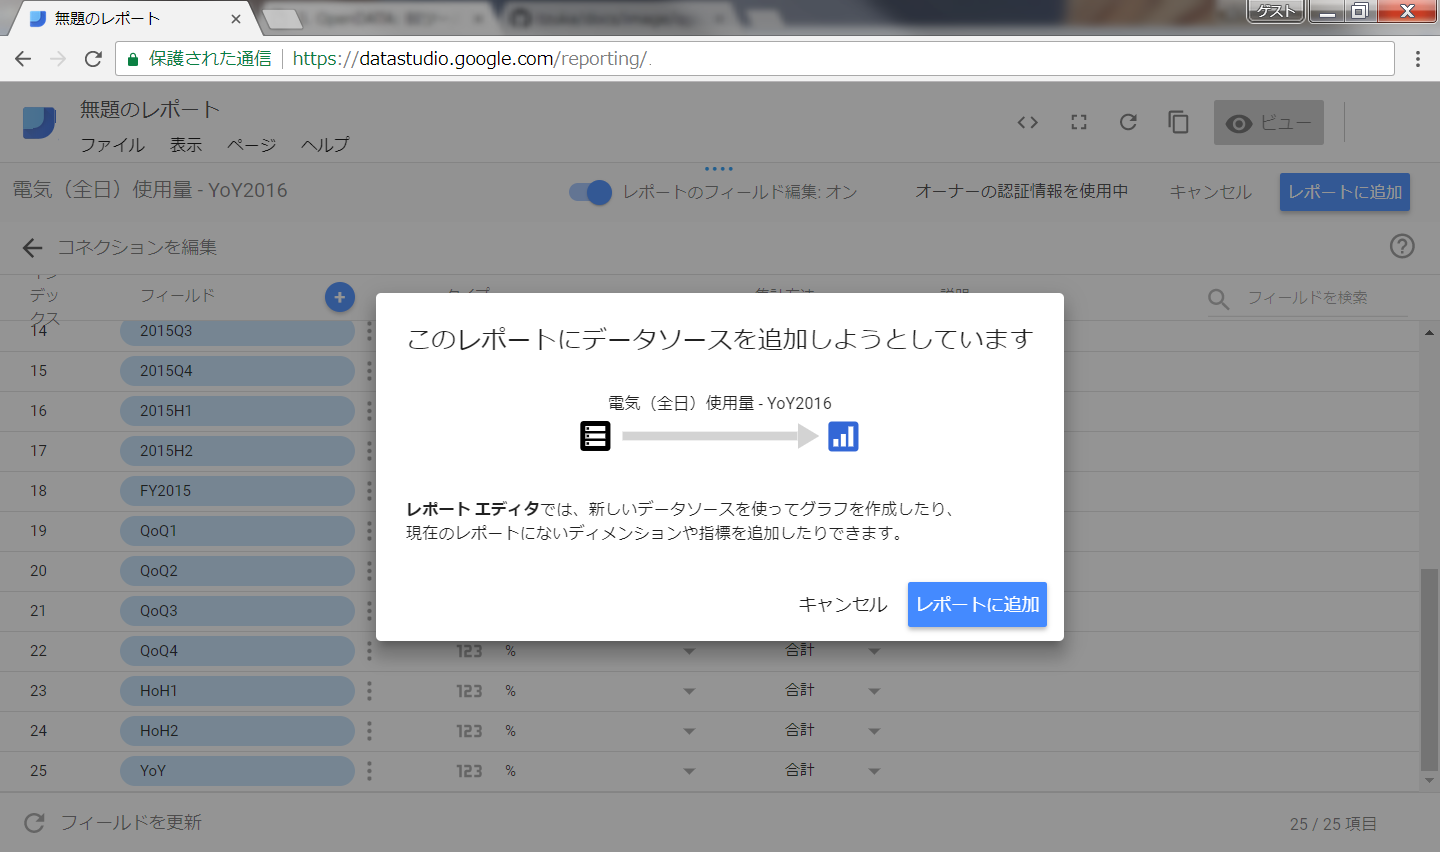 無題のレポート
ゲスト
保護された通信
https://datastudio.google.com/reporting/.
無題のレポート
ファイル 表示 ページ ヘルプ
ビュー
電気（全日）使用量 - YoY2016
レポートのフィールド編集: オン
オーナーの認証情報を使用中
キャンセル
レポートに追加
コネクションを編集
インデックス
フィールド
タイプ
集計方法
説明
フィールドを検索
14 2015Q3
15 2015Q4
16 2015H1
17 2015H2
18 FY2015
19 QoQ1
20 QoQ2
21 QoQ3
22 QoQ4 123 % 合計
23 HoH1 123 % 合計
24 HoH2 123 % 合計
25 YoY 123 % 合計
このレポートにデータソースを追加しようとしています
電気（全日）使用量 - YoY2016
レポート エディタでは、新しいデータソースを使ってグラフを作成したり、
現在のレポートにないディメンションや指標を追加したりできます。
キャンセル
レポートに追加
フィールドを更新
25 / 25 項目